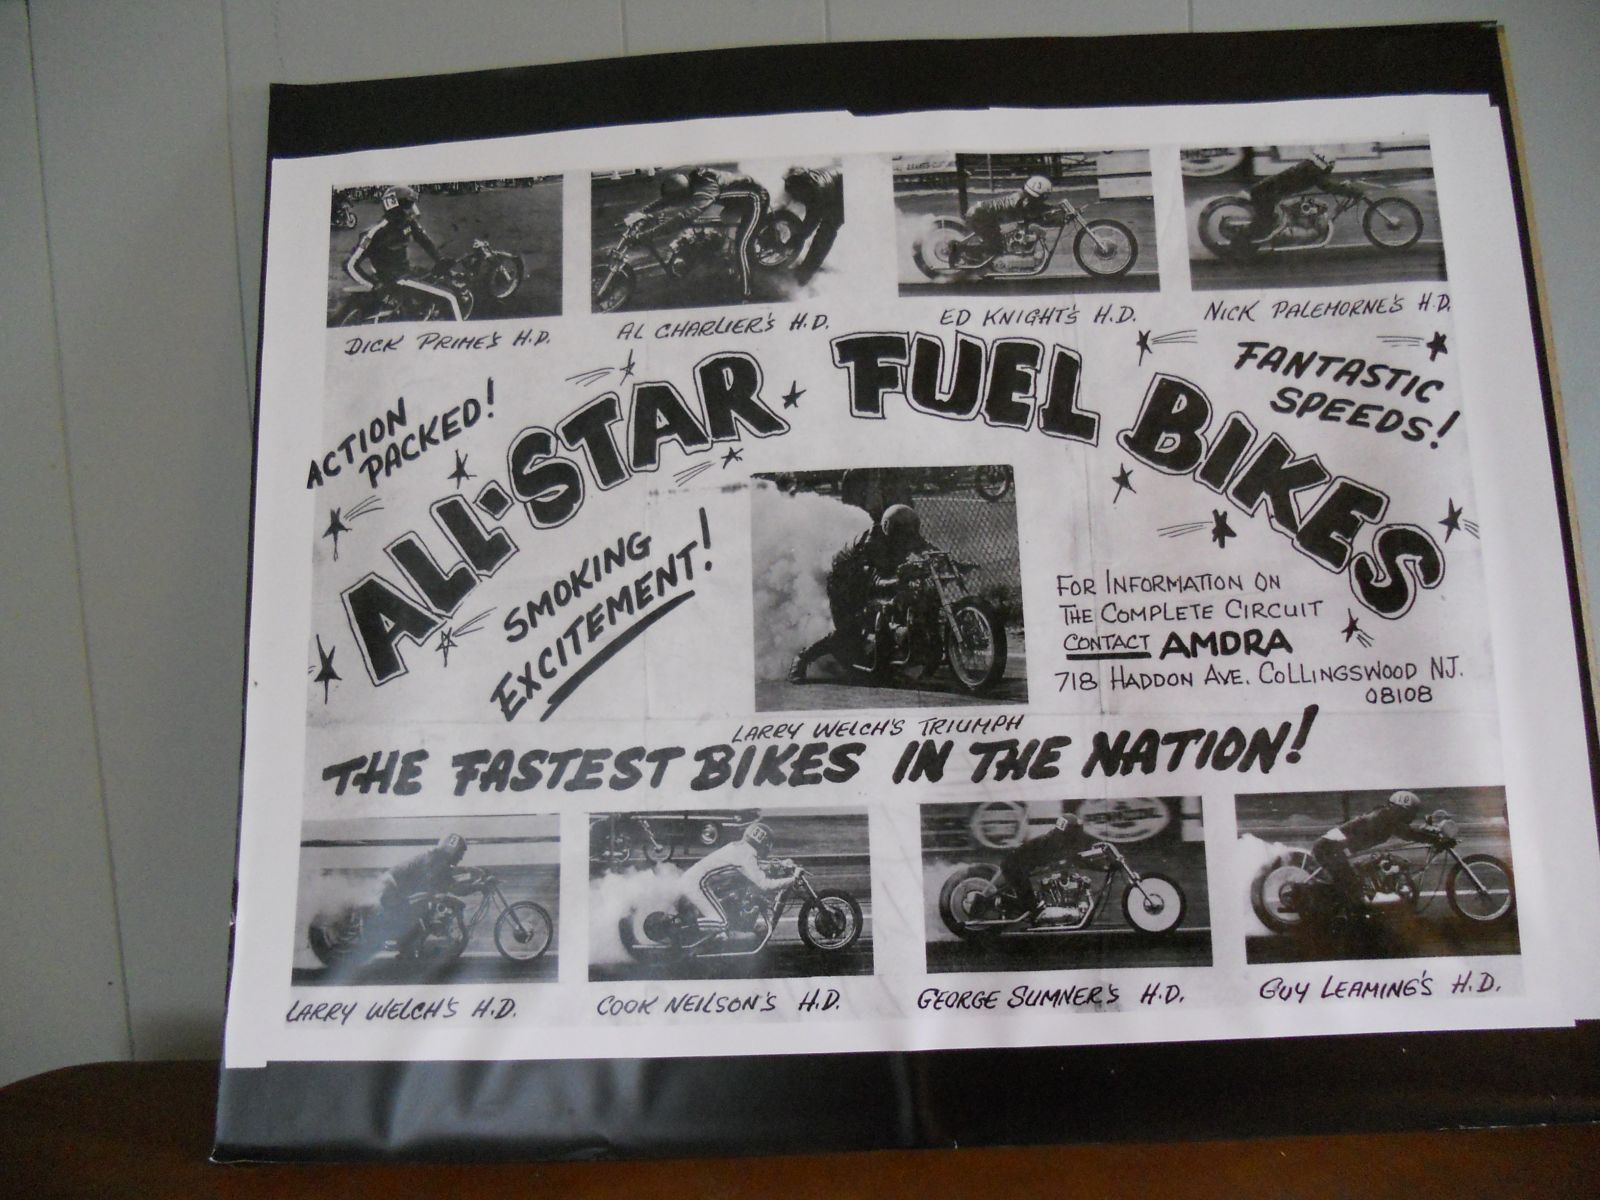 DICK PRIME'S H.D.
AL CHARLIER'S H.D.
ED KNIGHT'S H.D.
NICK PALEMORNE'S H.D.
ACTION
PACKED!
ALL-STAR FUEL BIKES
FANTASTIC
SPEEDS!
SMOKING
EXCITEMENT!
FOR INFORMATION ON
THE COMPLETE CIRCUIT
CONTACT AMDRA
718 HADDON AVE. COLLINGSWOOD NJ.
08108
LARRY WELCH'S TRIUMPH
THE FASTEST BIKES IN THE NATION!
LARRY WELCH'S H.D.
COOK NEILSON'S H.D.
GEORGE SUMNER'S H.D.
GUY LEAMING'S H.D.